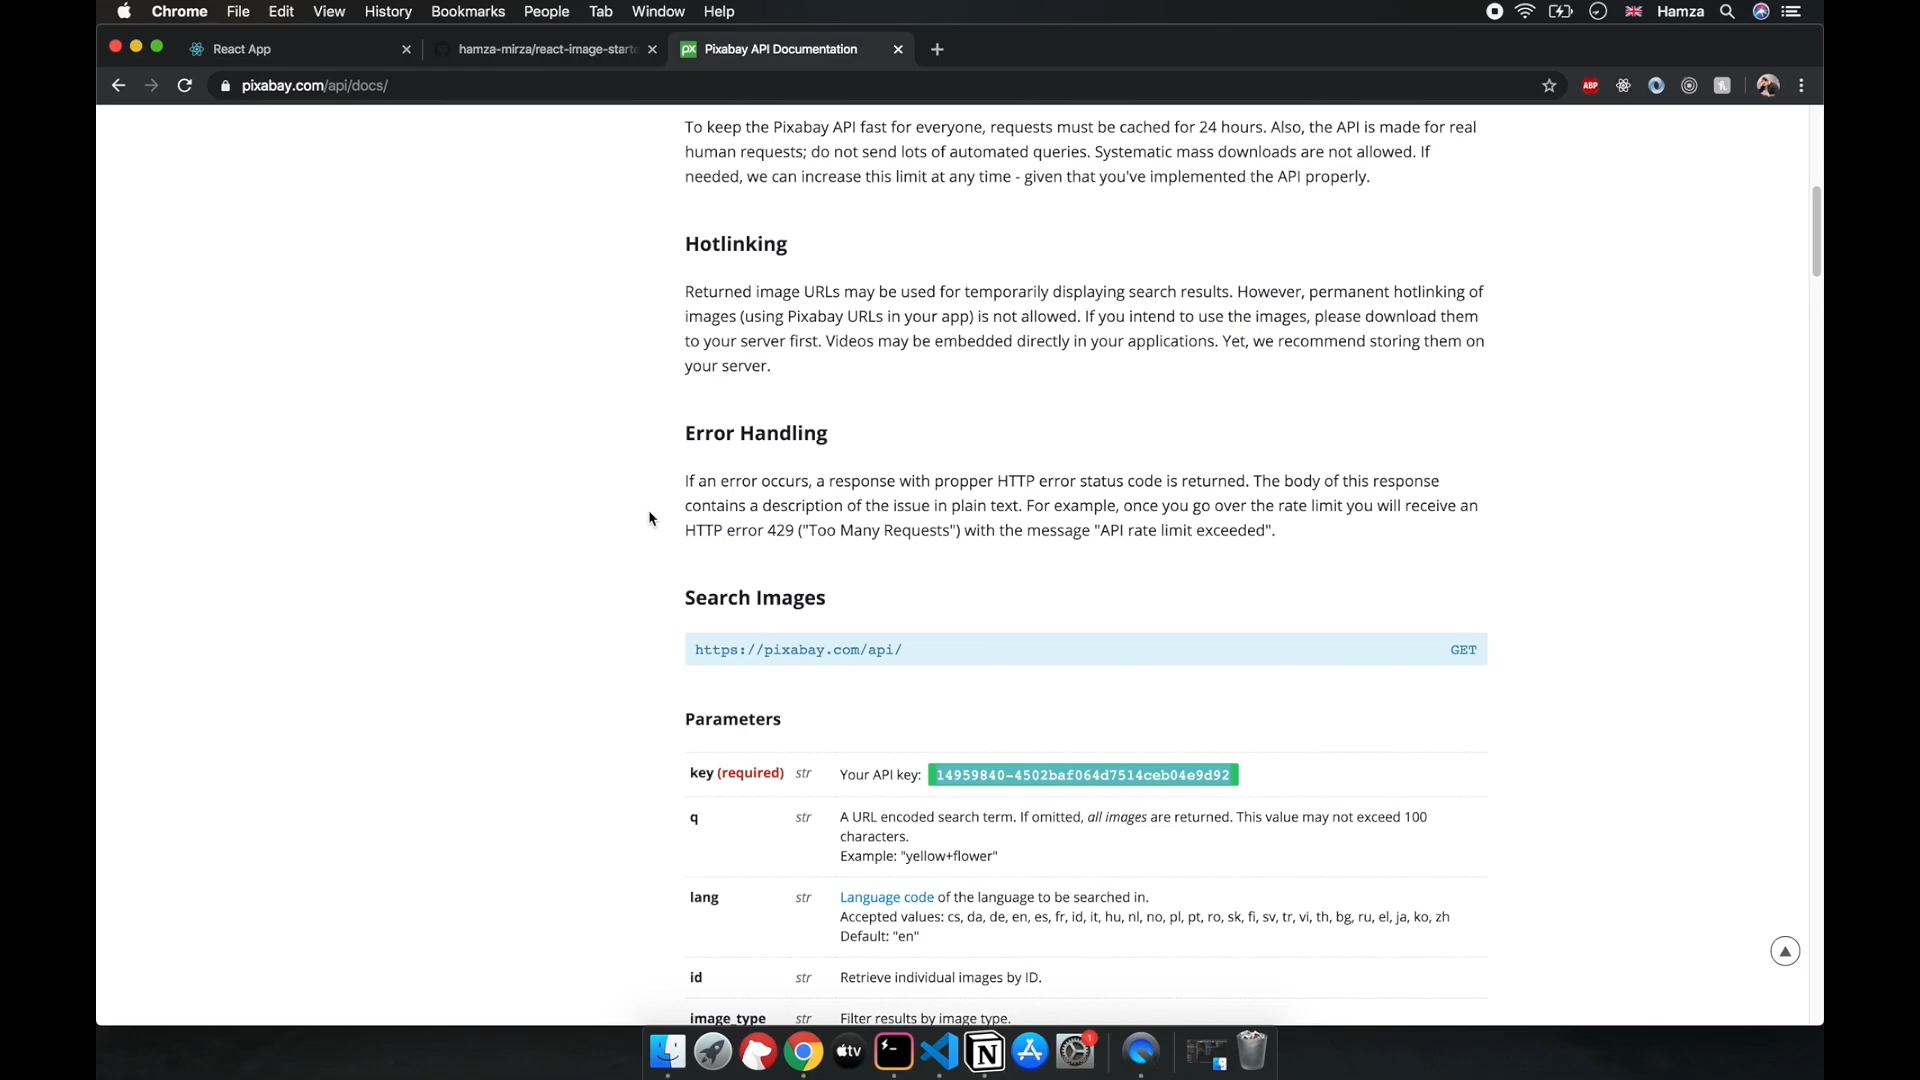 Chrome File Edit View History Bookmarks People Tab Window Help Hamza
React App hamza-mirza/react-image-starte Pixabay API Documentation
pixabay.com/api/docs/ ABP
To keep the Pixabay API fast for everyone, requests must be cached for 24 hours. Also, the API is made for real
human requests; do not send lots of automated queries. Systematic mass downloads are not allowed. If
needed, we can increase this limit at any time - given that you've implemented the API properly.
Hotlinking
Returned image URLs may be used for temporarily displaying search results. However, permanent hotlinking of
images (using Pixabay URLs in your app) is not allowed. If you intend to use the images, please download them
to your server first. Videos may be embedded directly in your applications. Yet, we recommend storing them on
your server.
Error Handling
If an error occurs, a response with propper HTTP error status code is returned. The body of this response
contains a description of the issue in plain text. For example, once you go over the rate limit you will receive an
HTTP error 429 ("Too Many Requests") with the message "API rate limit exceeded".
Search Images
https://pixabay.com/api/ GET
Parameters
key (required) str Your API key: 14959840-4502baf064d7514ceb04e9d92
q str A URL encoded search term. If omitted, all images are returned. This value may not exceed 100
characters.
Example: "yellow+flower"
lang str Language code of the language to be searched in.
Accepted values: cs, da, de, en, es, fr, id, it, hu, nl, no, pl, pt, ro, sk, fi, sv, tr, vi, th, bg, ru, el, ja, ko, zh
Default: "en"
id str Retrieve individual images by ID.
image_type str Filter results by image type.
tv
1